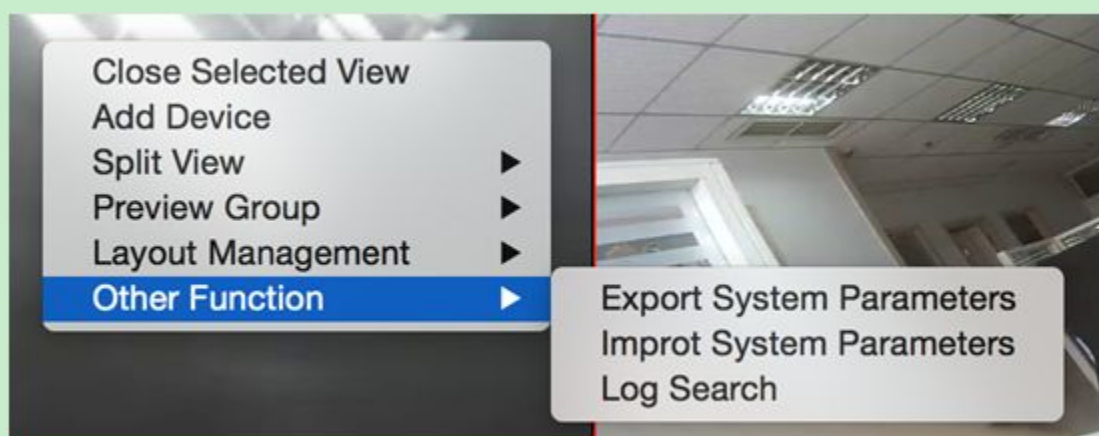 Close Selected View
Add Device
Split View
Preview Group
Layout Management
Other Function
Export System Parameters
Improt System Parameters
Log Search